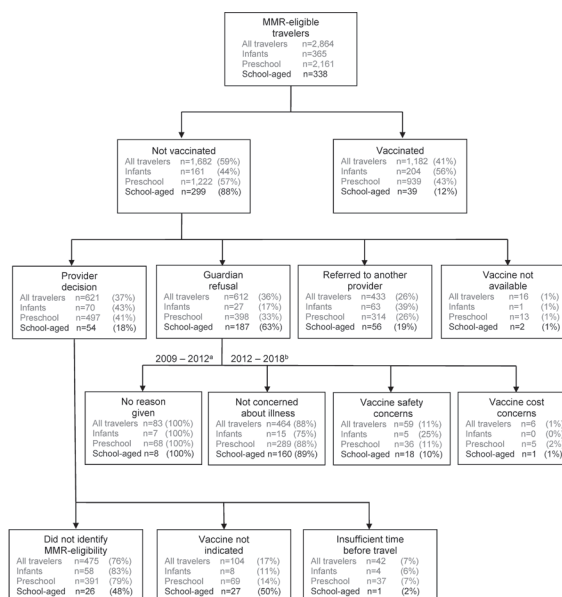 MMR-eligible
travelers
All travelers n=2,864
Infants n=365
Preschool n=2,161
School-aged n=338
Not vaccinated
All travelers n=1,682 (59%)
Infants n=161 (44%)
Preschool n=1,222 (57%)
School-aged n=299 (88%)
Vaccinated
All travelers n=1,182 (41%)
Infants n=204 (56%)
Preschool n=939 (43%)
School-aged n=39 (12%)
Provider
decision
All travelers n=621 (37%)
Infants n=70 (43%)
Preschool n=497 (41%)
School-aged n=54 (18%)
Guardian
refusal
All travelers n=612 (36%)
Infants n=27 (17%)
Preschool n=398 (33%)
School-aged n=187 (63%)
Referred to another
provider
All travelers n=433 (26%)
Infants n=63 (39%)
Preschool n=314 (26%)
School-aged n=56 (19%)
Vaccine not
available
All travelers n=16 (1%)
Infants n=1 (1%)
Preschool n=13 (1%)
School-aged n=2 (1%)
2009 – 2012ᵃ 2012 – 2018ᵇ
No reason
given
All travelers n=83 (100%)
Infants n=7 (100%)
Preschool n=68 (100%)
School-aged n=8 (100%)
Not concerned
about illness
All travelers n=464 (88%)
Infants n=15 (75%)
Preschool n=289 (88%)
School-aged n=160 (89%)
Vaccine safety
concerns
All travelers n=59 (11%)
Infants n=5 (25%)
Preschool n=36 (11%)
School-aged n=18 (10%)
Vaccine cost
concerns
All travelers n=6 (1%)
Infants n=0 (0%)
Preschool n=5 (2%)
School-aged n=1 (1%)
Did not identify
MMR-eligibility
All travelers n=475 (76%)
Infants n=58 (83%)
Preschool n=391 (79%)
School-aged n=26 (48%)
Vaccine not
indicated
All travelers n=104 (17%)
Infants n=8 (11%)
Preschool n=69 (14%)
School-aged n=27 (50%)
Insufficient time
before travel
All travelers n=42 (7%)
Infants n=4 (6%)
Preschool n=37 (7%)
School-aged n=1 (2%)